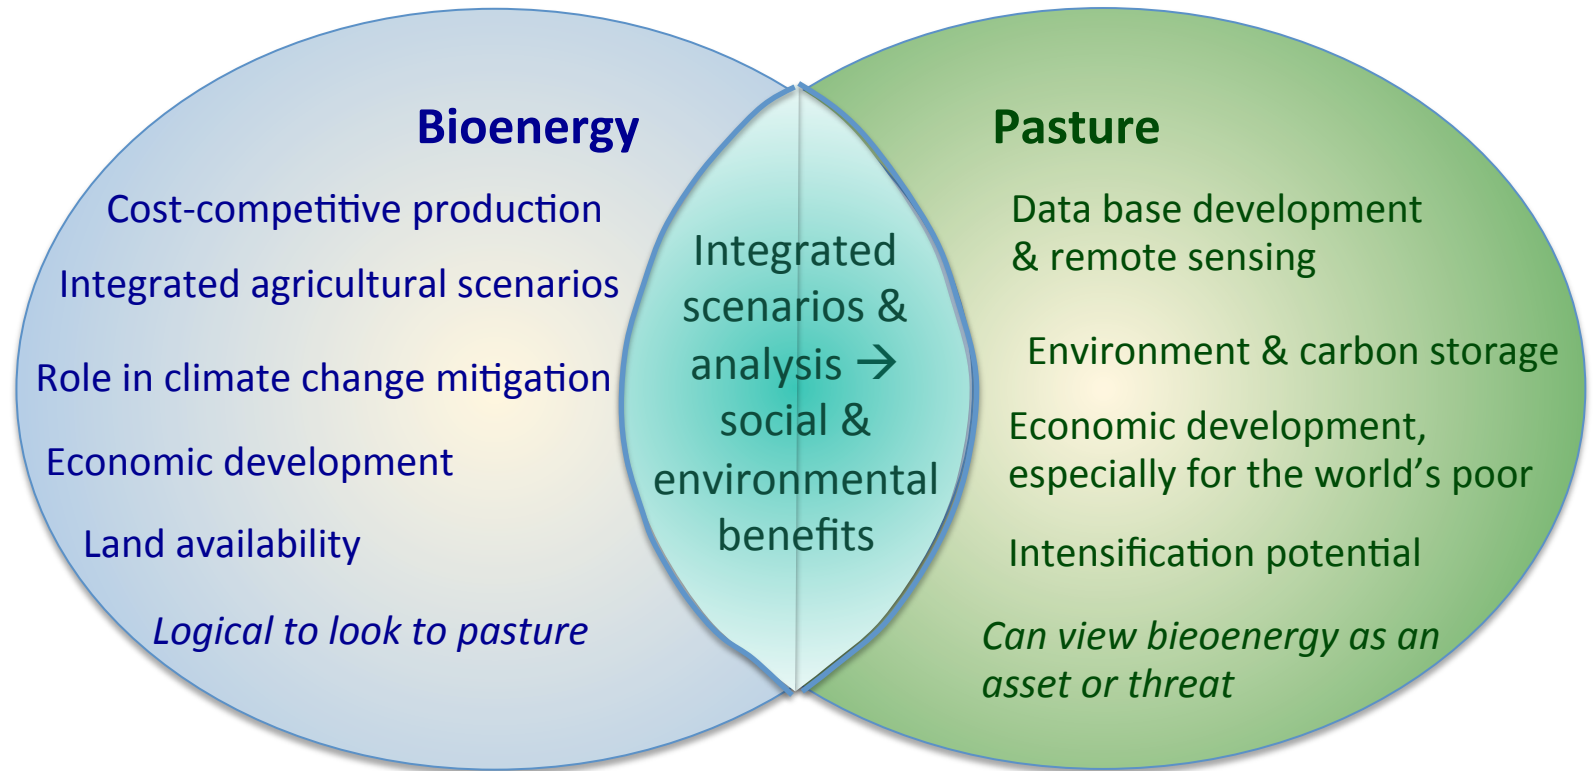 Bioenergy
Cost-competitive production
Integrated agricultural scenarios
Role in climate change mitigation
Economic development
Land availability
Logical to look to pasture
Integrated
scenarios &
analysis →
social &
environmental
benefits
Pasture
Data base development
& remote sensing
Environment & carbon storage
Economic development,
especially for the world’s poor
Intensification potential
Can view bieoenergy as an
asset or threat